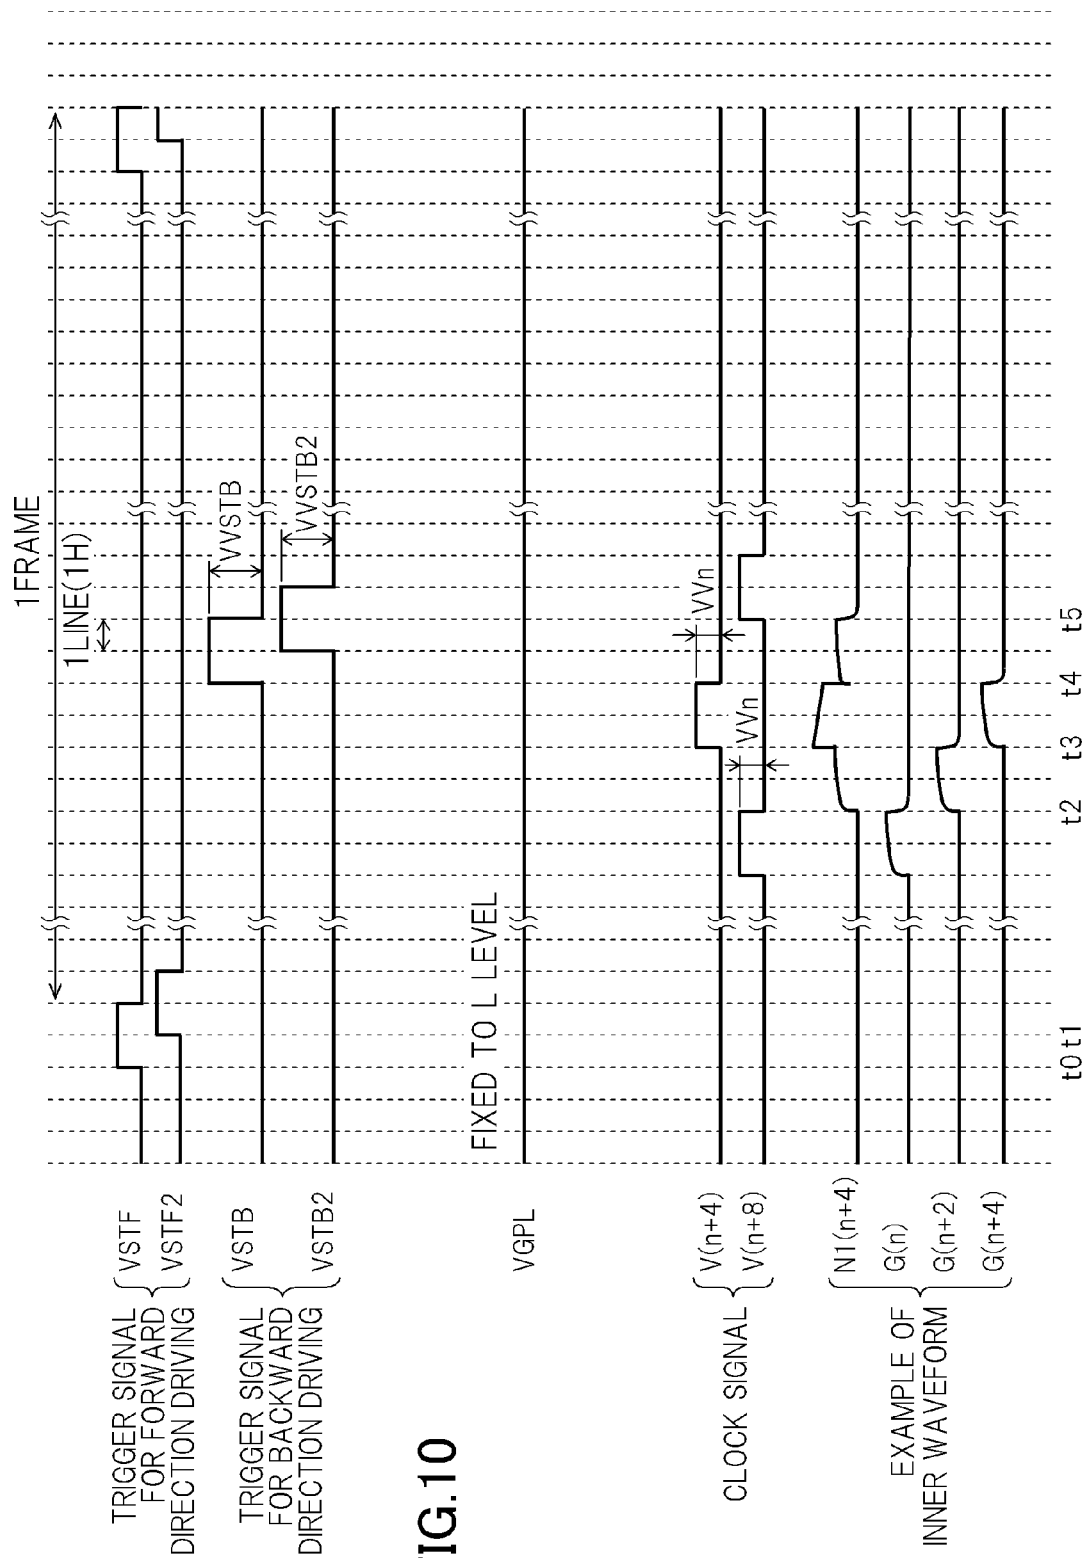 1FRAME
1LINE(1H)
TRIGGER SIGNAL
FOR FORWARD
DIRECTION DRIVING
VSTF
VSTF2
TRIGGER SIGNAL
FOR BACKWARD
DIRECTION DRIVING
VSTB
VVSTB
VSTB2
VVSTB2
FIXED TO L LEVEL
VGPL
CLOCK SIGNAL
V(n+4)
VVn
V(n+8)
VVn
EXAMPLE OF
INNER WAVEFORM
N1(n+4)
G(n)
G(n+2)
G(n+4)
t0 t1 t2 t3 t4 t5
IG.10